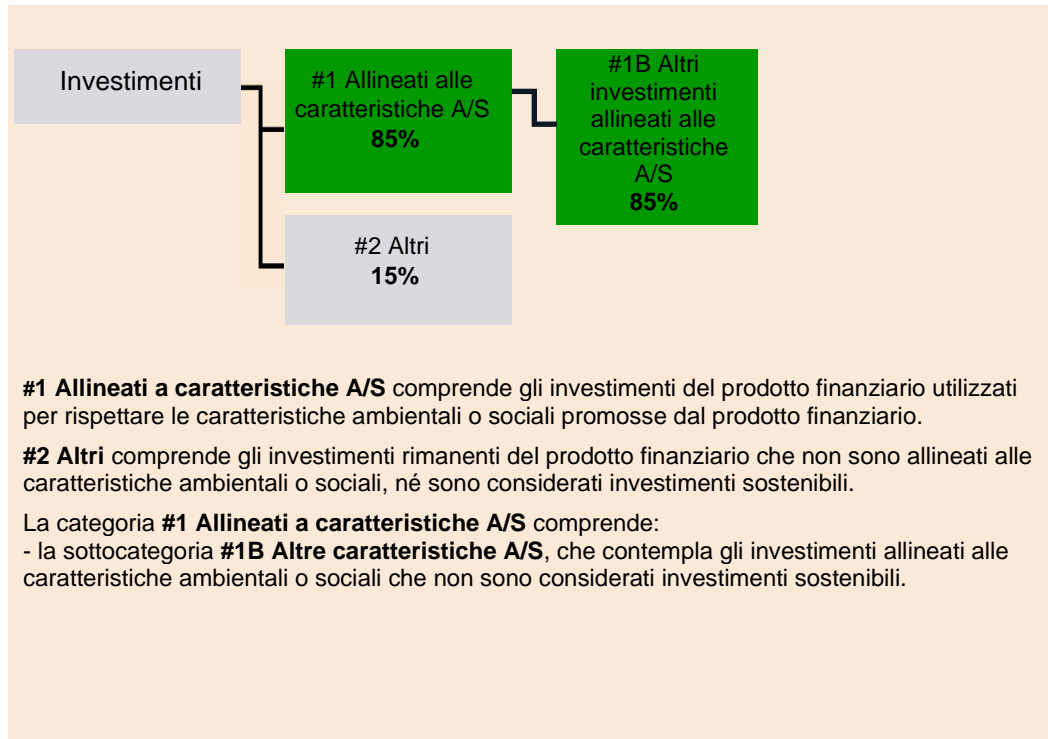 Investimenti
#1 Allineati alle
caratteristiche A/S
85%
#1B Altri
investimenti
allineati alle
caratteristiche
A/S
85%
#2 Altri
15%
#1 Allineati a caratteristiche A/S comprende gli investimenti del prodotto finanziario utilizzati
per rispettare le caratteristiche ambientali o sociali promosse dal prodotto finanziario.
#2 Altri comprende gli investimenti rimanenti del prodotto finanziario che non sono allineati alle
caratteristiche ambientali o sociali, né sono considerati investimenti sostenibili.
La categoria #1 Allineati a caratteristiche A/S comprende:
- la sottocategoria #1B Altre caratteristiche A/S, che contempla gli investimenti allineati alle
caratteristiche ambientali o sociali che non sono considerati investimenti sostenibili.